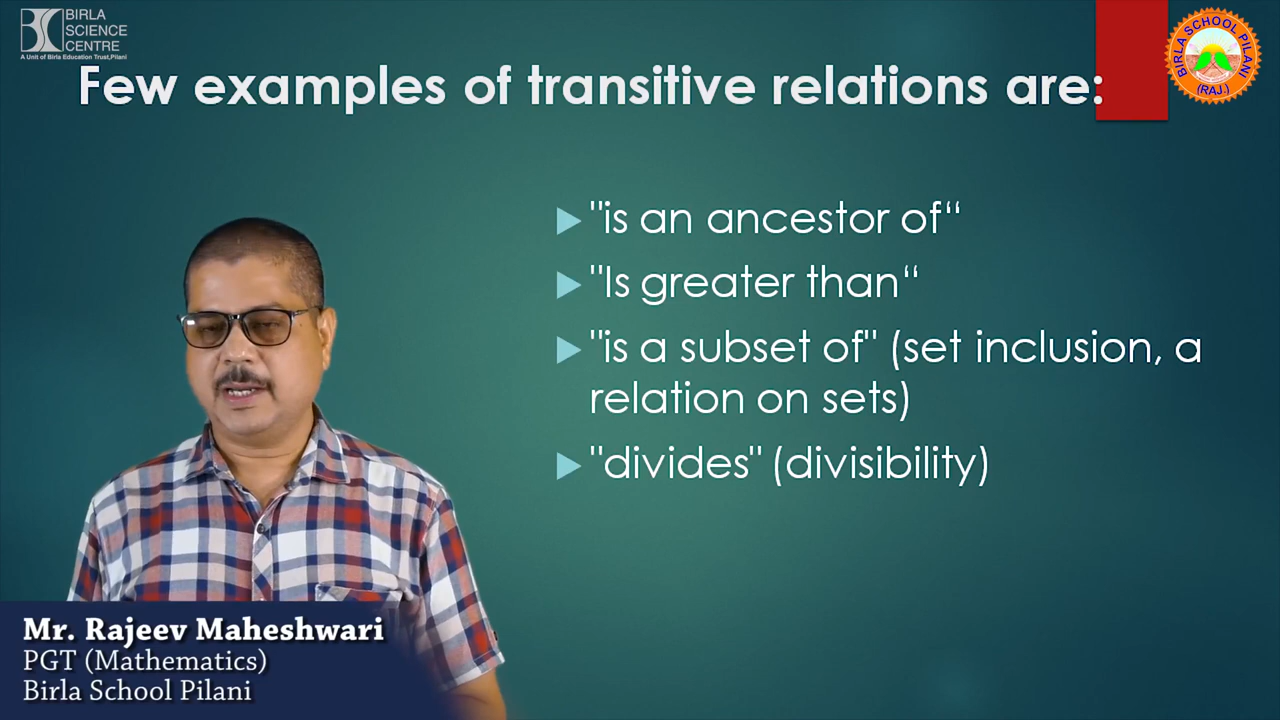 BIRLA
SCIENCE
CENTRE
A Unit of Birla Education Trust,Pilani
BIRLA SCHOOL PILANI
(RAJ.)
Few examples of transitive relations are:
"is an ancestor of“
"Is greater than“
"is a subset of" (set inclusion, a
relation on sets)
"divides" (divisibility)
Mr. Rajeev Maheshwari
PGT (Mathematics)
Birla School Pilani